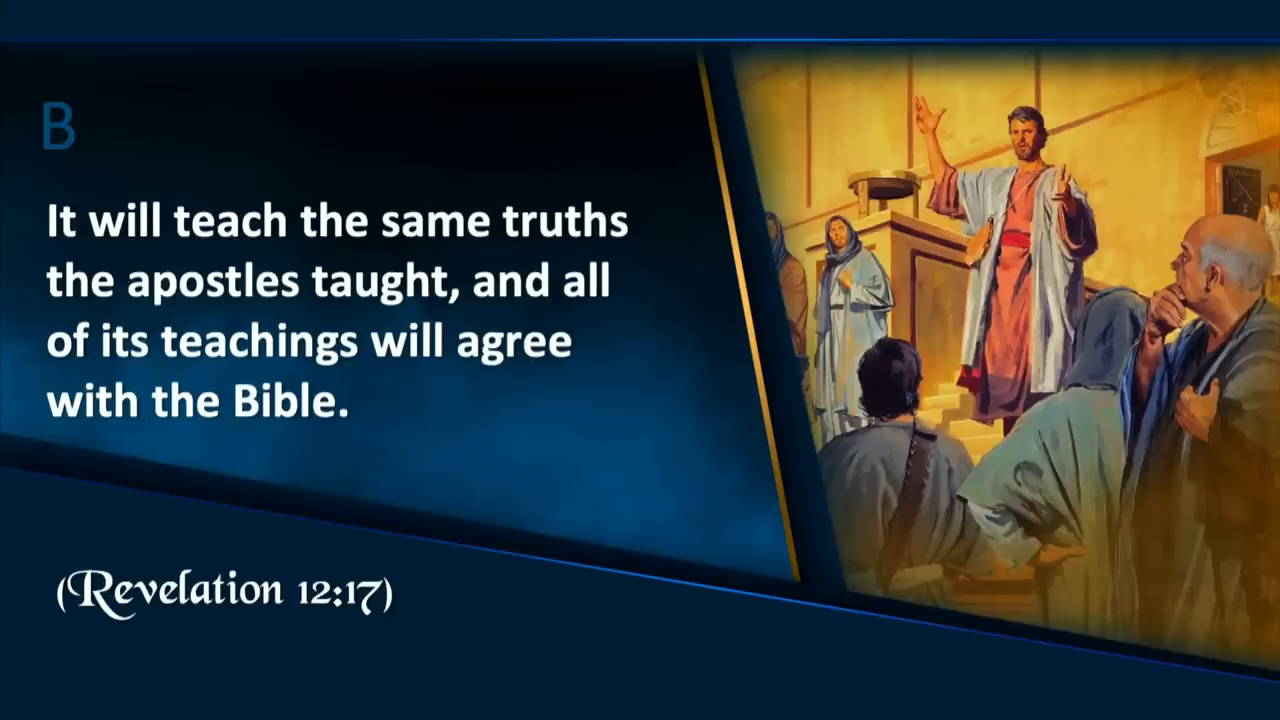 B
It will teach the same truths
the apostles taught, and all
of its teachings will agree
with the Bible.
(Revelation 12:17)